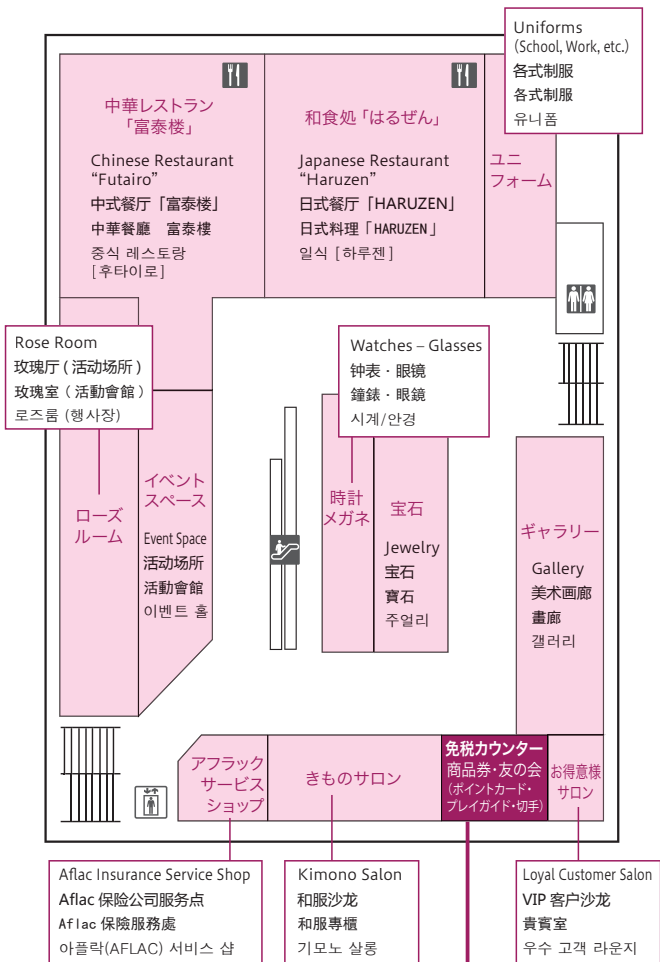 Uniforms
(School, Work, etc.)
各式制服
各式制服
유니폼
中華レストラン
「富泰楼」
Chinese Restaurant
“Futairo”
中式餐厅「富泰楼」
中華餐廳　富泰樓
중식 레스토랑
[후타이로]
和食処「はるぜん」
Japanese Restaurant
“Haruzen”
日式餐厅「HARUZEN」
日式料理「HARUZEN」
일식 [하루젠]
ユニ
フォーム
Rose Room
玫瑰厅 ( 活动场所 )
玫瑰室（ 活動會館 ）
로즈룸 (행사장)
Watches – Glasses
钟表・眼镜
鐘錶・眼鏡
시계/안경
ローズ
ルーム
イベント
スペース
Event Space
活动场所
活動會館
이벤트 홀
時計
メガネ
宝石
Jewelry
宝石
寶石
주얼리
ギャラリー
Gallery
美术画廊
畫廊
갤러리
アフラック
サービス
ショップ
きものサロン
免税カウンター
商品券・友の会
(ポイントカード・
プレイガイド・切手)
お得意様
サロン
Aflac Insurance Service Shop
Aflac 保险公司服务点
Aflac 保險服務處
아플락(AFLAC) 서비스 샵
Kimono Salon
和服沙龙
和服專櫃
기모노 살롱
Loyal Customer Salon
VIP 客户沙龙
貴賓室
우수 고객 라운지